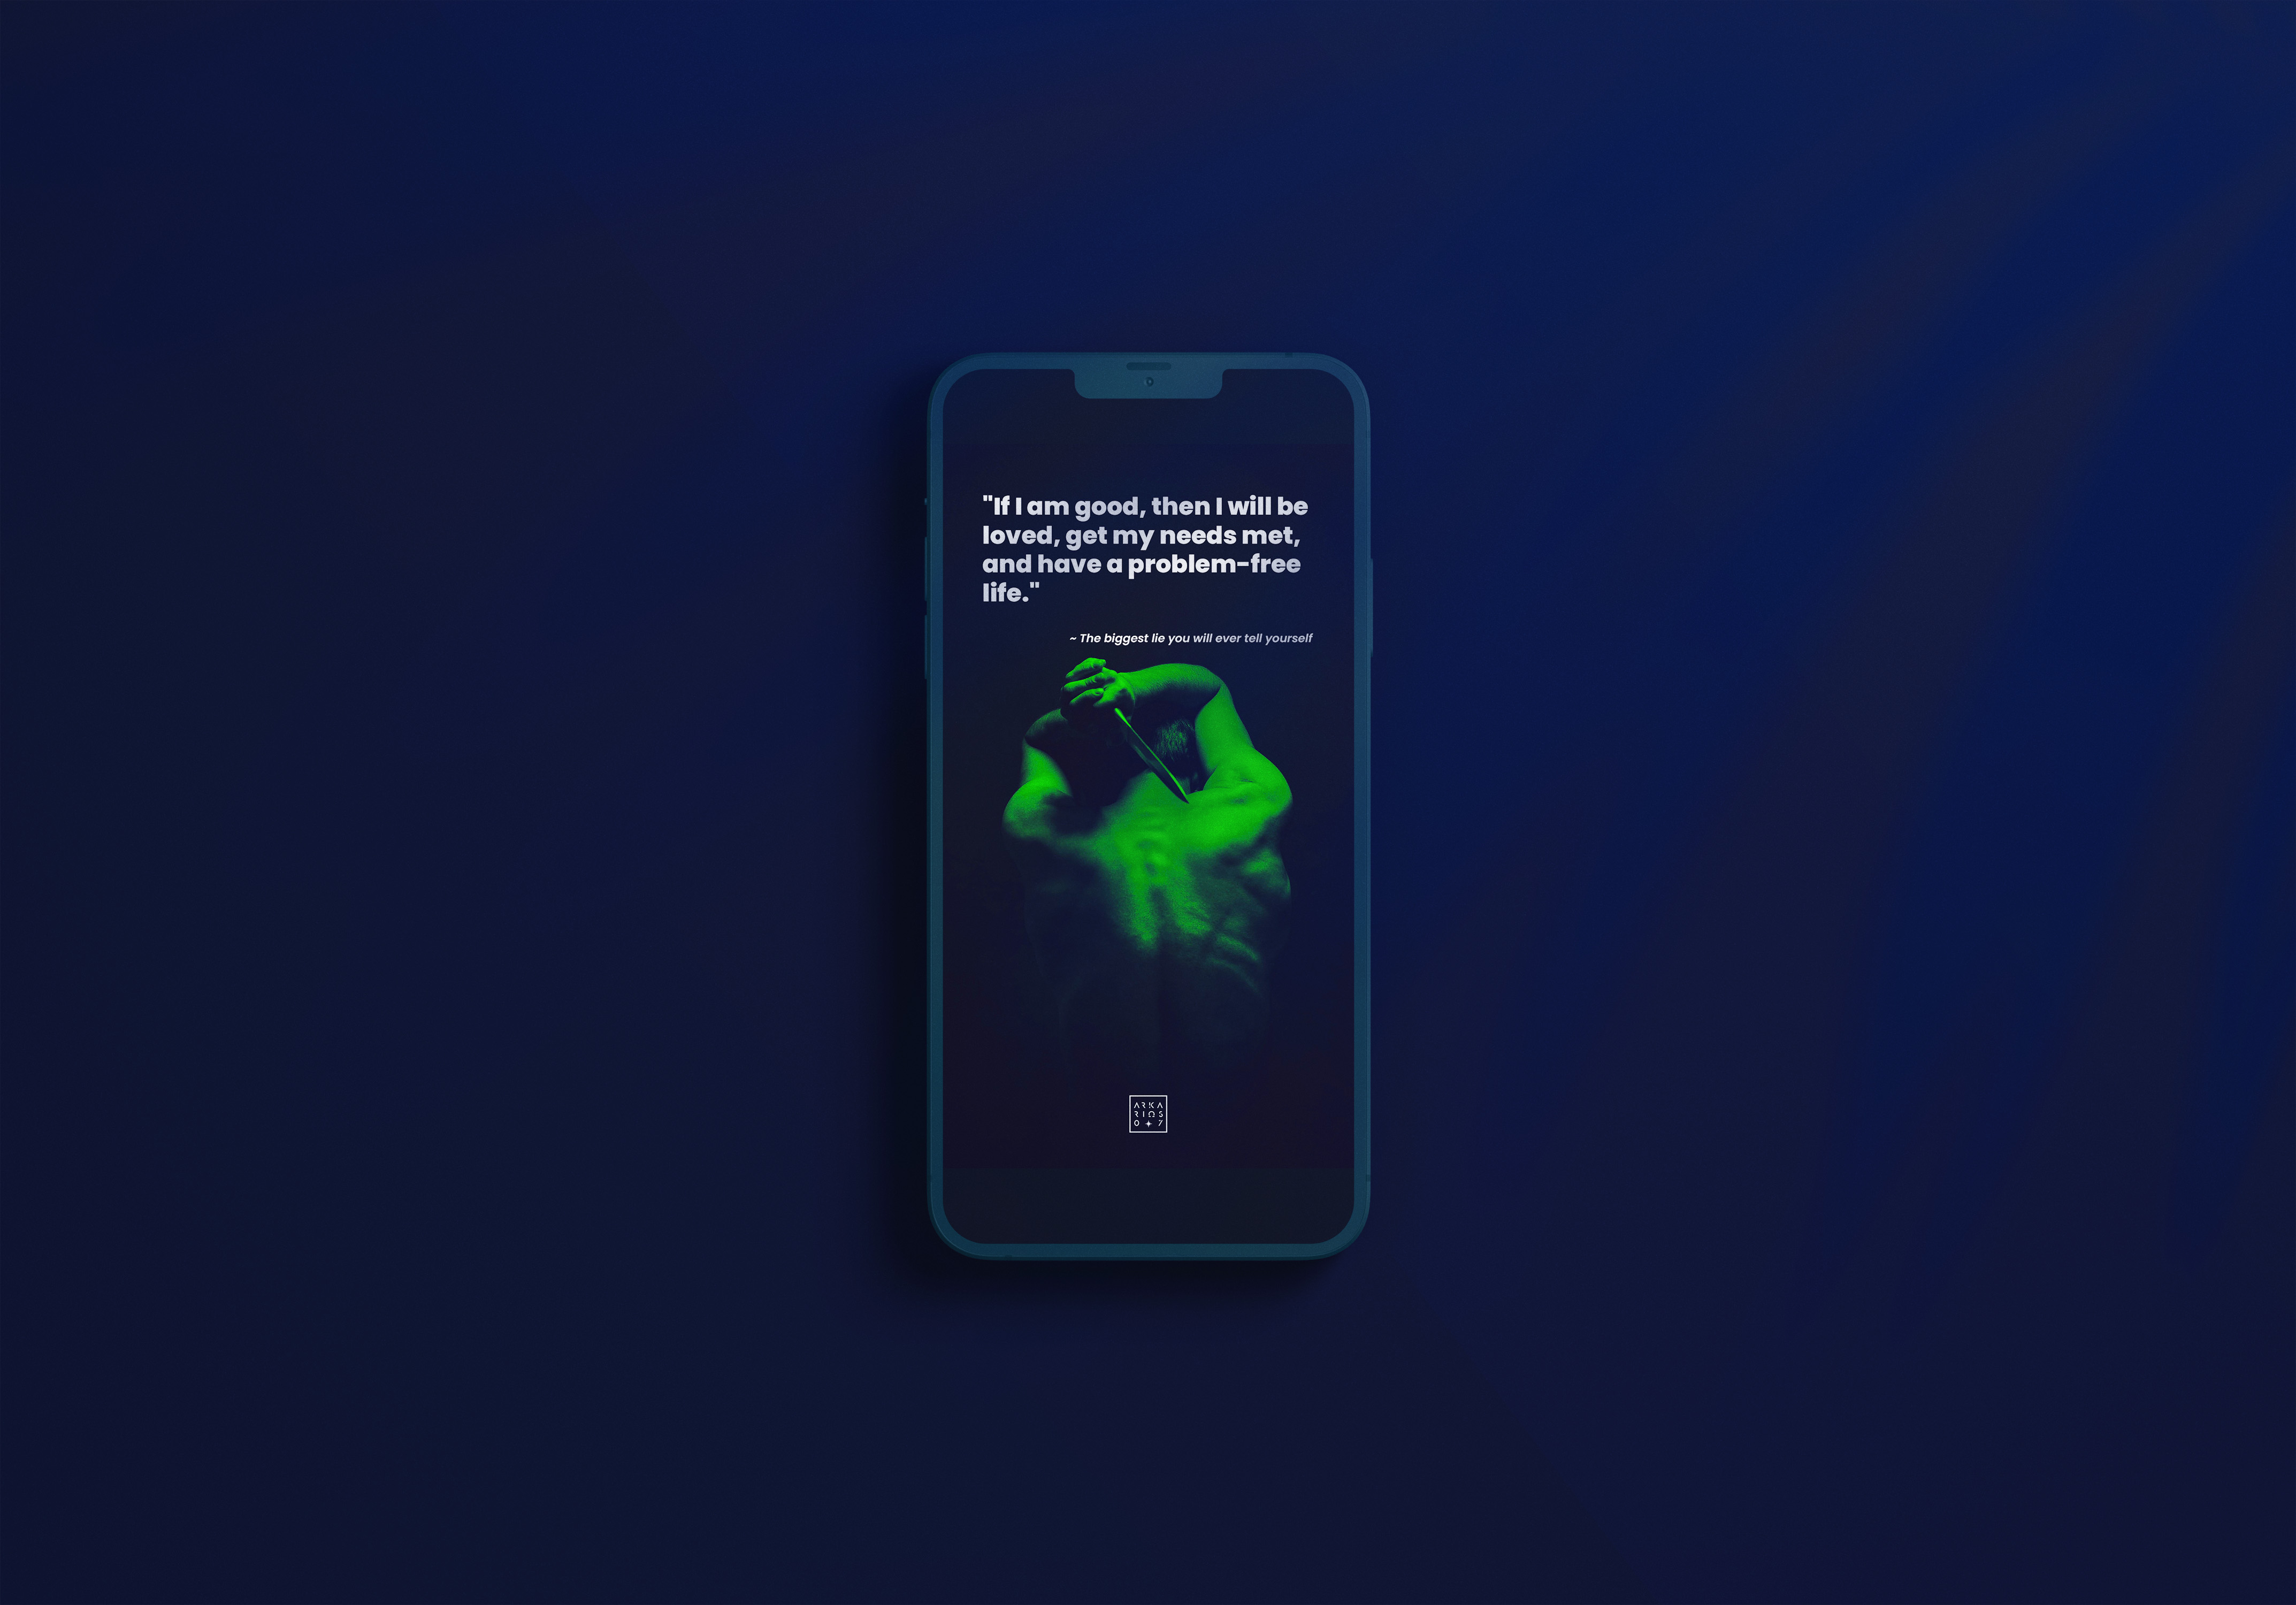 "If I am good, then I will be
loved, get my needs met,
and have a problem-free
life."
~ The biggest lie you will ever tell yourself
ARKA
RIOS
0 ✦ 7